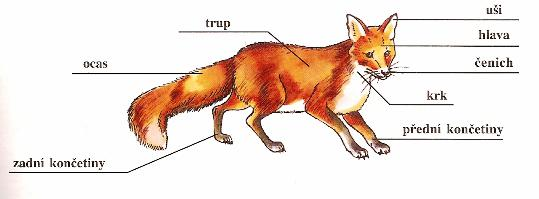 uši
trup
hlava
ocas
čenich
krk
přední končetiny
zadní končetiny